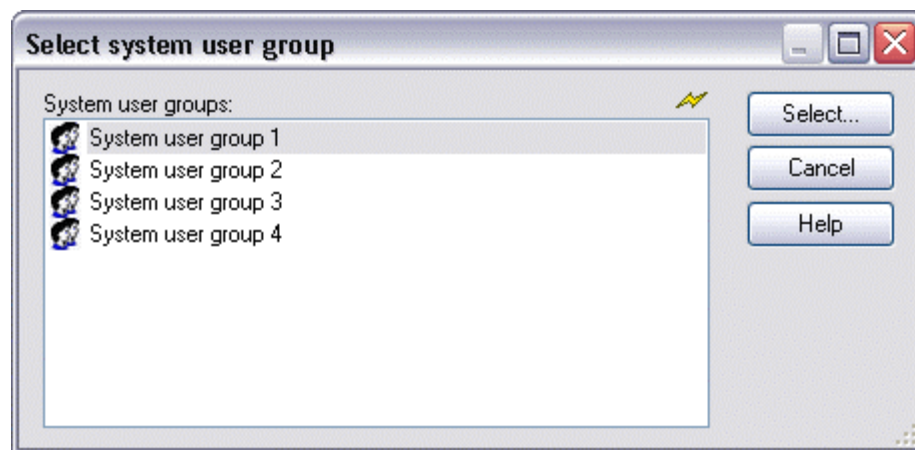 Select system user group
System user groups:
System user group 1
System user group 2
System user group 3
System user group 4
Select...
Cancel
Help